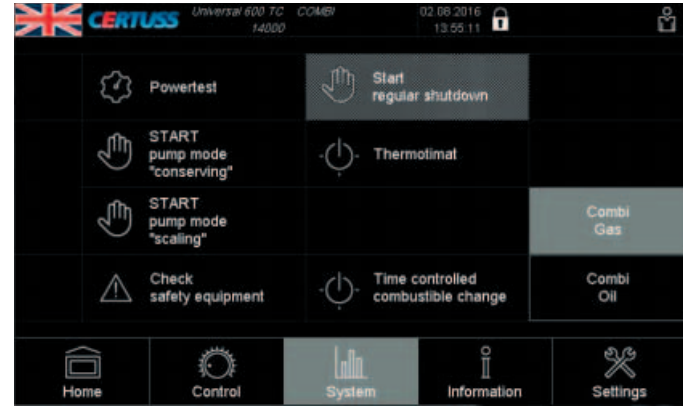 CERTUSS
Universal 600 TC COMBI
14000
02.08.2016
13:55:11
Powertest
Start
regular shutdown
START
pump mode
"conserving"
Thermotimat
START
pump mode
"scaling"
Combi
Gas
Check
safety equipment
Time controlled
combustible change
Combi
Oil
Home
Control
System
Information
Settings